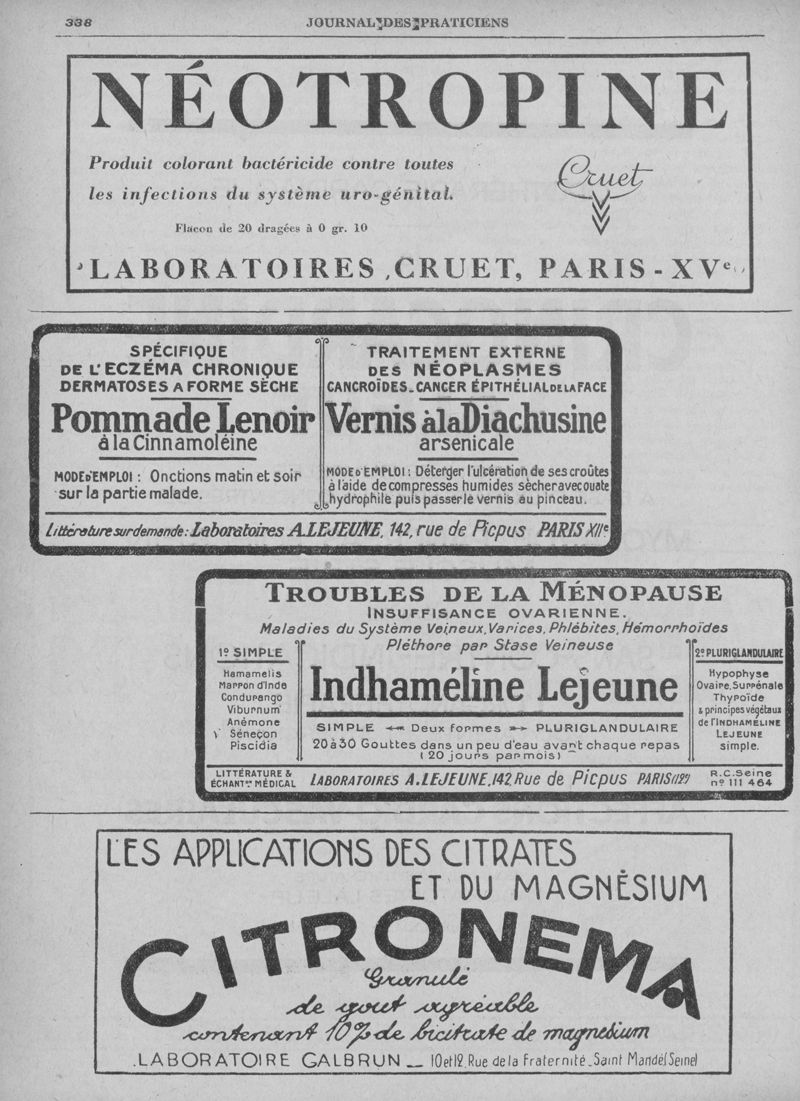 338
JOURNAL DES PRATICIENS
NÉOTROPINE
Produit colorant bactéricide contre toutes
les infections du système uro-génital.
Cruet
Flacon de 20 dragées à 0 gr. 10
LABORATOIRES CRUET, PARIS - XVe
SPÉCIFIQUE
DE L'ECZÉMA CHRONIQUE
DERMATOSES A FORME SÈCHE
Pommade Lenoir
à la Cinnamoléine
MODE D'EMPLOI : Onctions matin et soir
sur la partie malade.
TRAITEMENT EXTERNE
DES NÉOPLASMES
CANCROÏDES - CANCER ÉPITHÉLIAL DE LA FACE
Vernis à la Diachusine
arsenicale
MODE D'EMPLOI : Déterger l'ulcération de ses croûtes
à l'aide de compresses humides sécher avec ouate
hydrophile puis passer le vernis au pinceau.
Littérature sur demande : Laboratoires A. LEJEUNE, 142, rue de Picpus PARIS XIIe
TROUBLES DE LA MÉNOPAUSE
INSUFFISANCE OVARIENNE.
Maladies du Système Veineux, Varices, Phlébites, Hémorrhoïdes
Pléthore par Stase Veineuse
1º SIMPLE
Hamamelis
Marron d'Inde
Condurango
Viburnum
Anémone
Séneçon
Piscidia
Indhaméline Lejeune
SIMPLE Deux formes PLURIGLANDULAIRE
20 à 30 Gouttes dans un peu d'eau avant chaque repas
(20 jours par mois)
2º PLURIGLANDULAIRE
Hypophyse
Ovaire, Surrénale
Thyroïde
& principes végétaux
de l'INDHAMÉLINE
LEJEUNE
simple.
LITTÉRATURE &
ÉCHANTons MÉDICAL
LABORATOIRES A. LEJEUNE, 142, Rue de Picpus PARIS (12e)
R.C. Seine
nº 111 464
LES APPLICATIONS DES CITRATES
ET DU MAGNÉSIUM
CITRONEMA
Granulé
de gout agréable
contenant 10% de bicitrate de magnesium
LABORATOIRE GALBRUN _ 10 et 12, Rue de la Fraternité _ Saint Mandé (Seine)